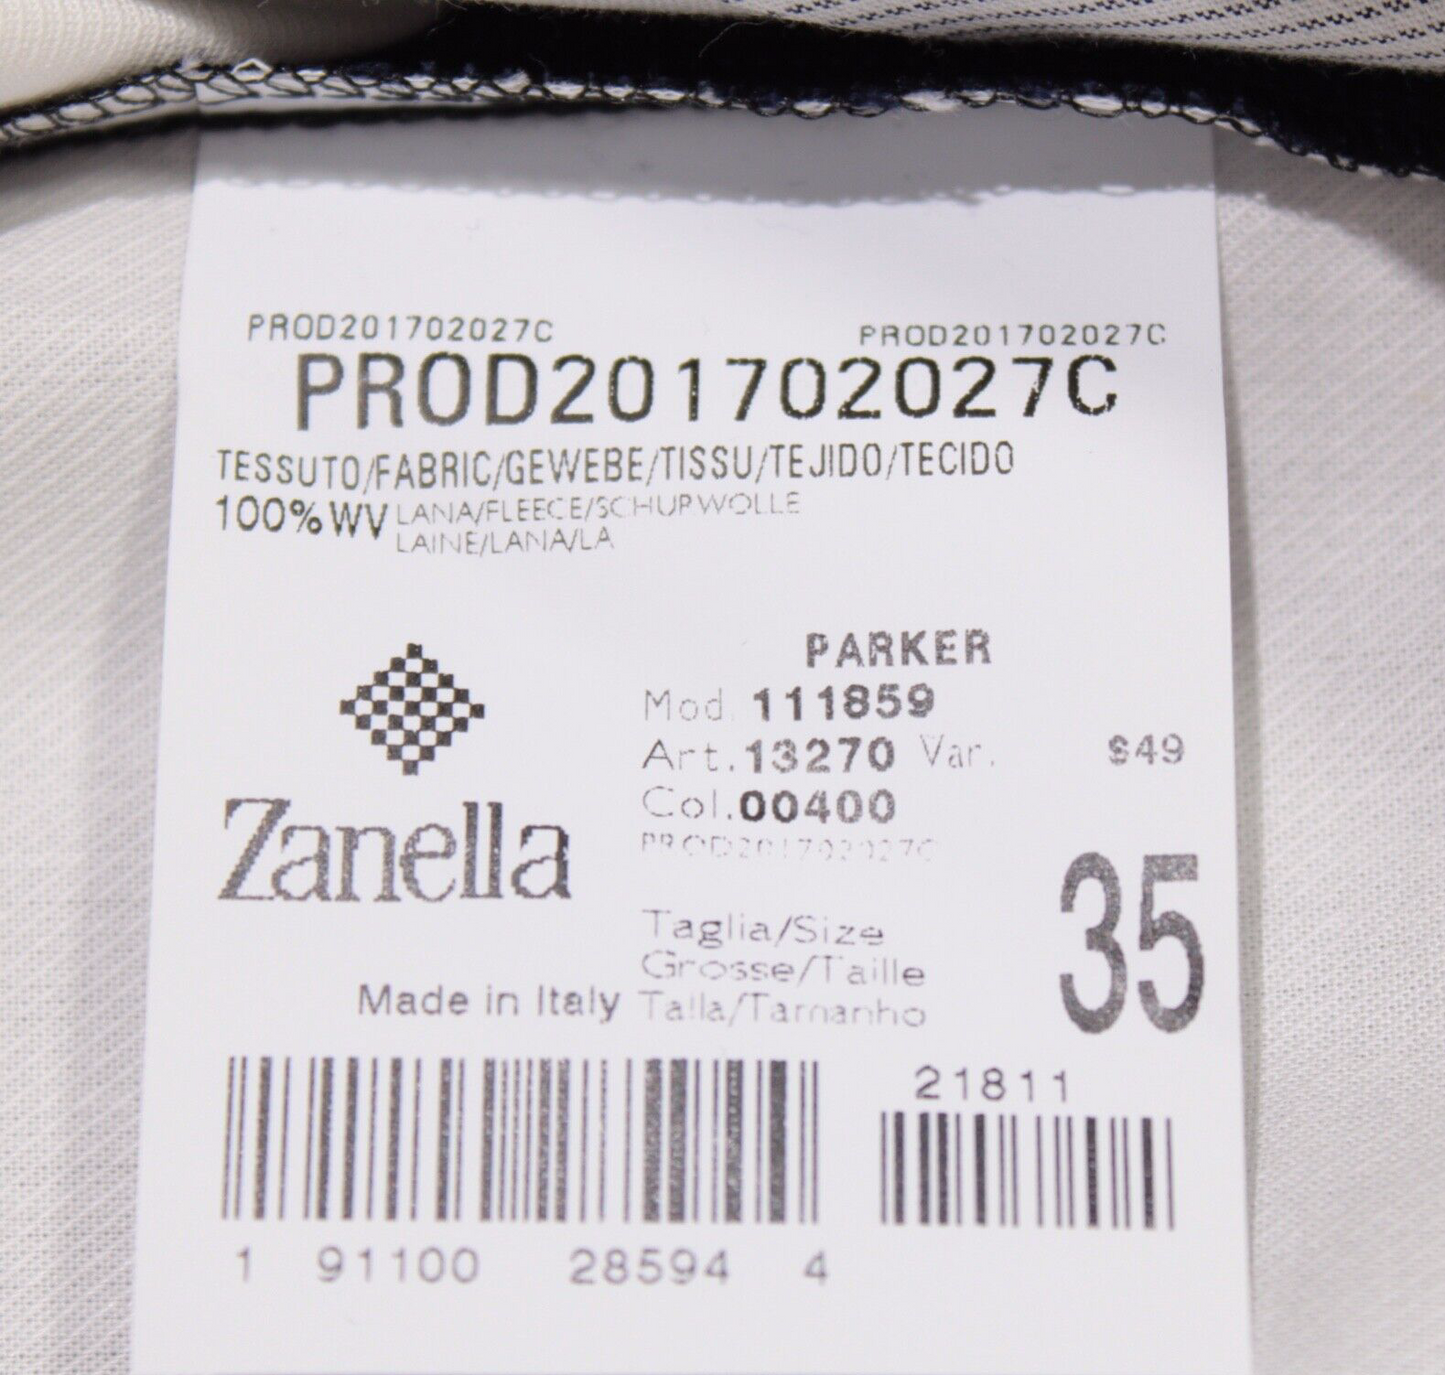 PROD201702027C PROD201702027C
PROD201702027C
TESSUTO/FABRIC/GEWEBE/TISSU/TEJIDO/TECIDO
100%WV LANA/FLEECE/SCHURWOLLE
LAINE/LANA/LA
PARKER
Mod. 111859
Art. 13270 Var. S49
Col. 00400
PROD201702027C
Zanella
Taglia/Size
Grosse/Taille
Talla/Tamanho
35
Made in Italy
21811
1 91100 28594 4